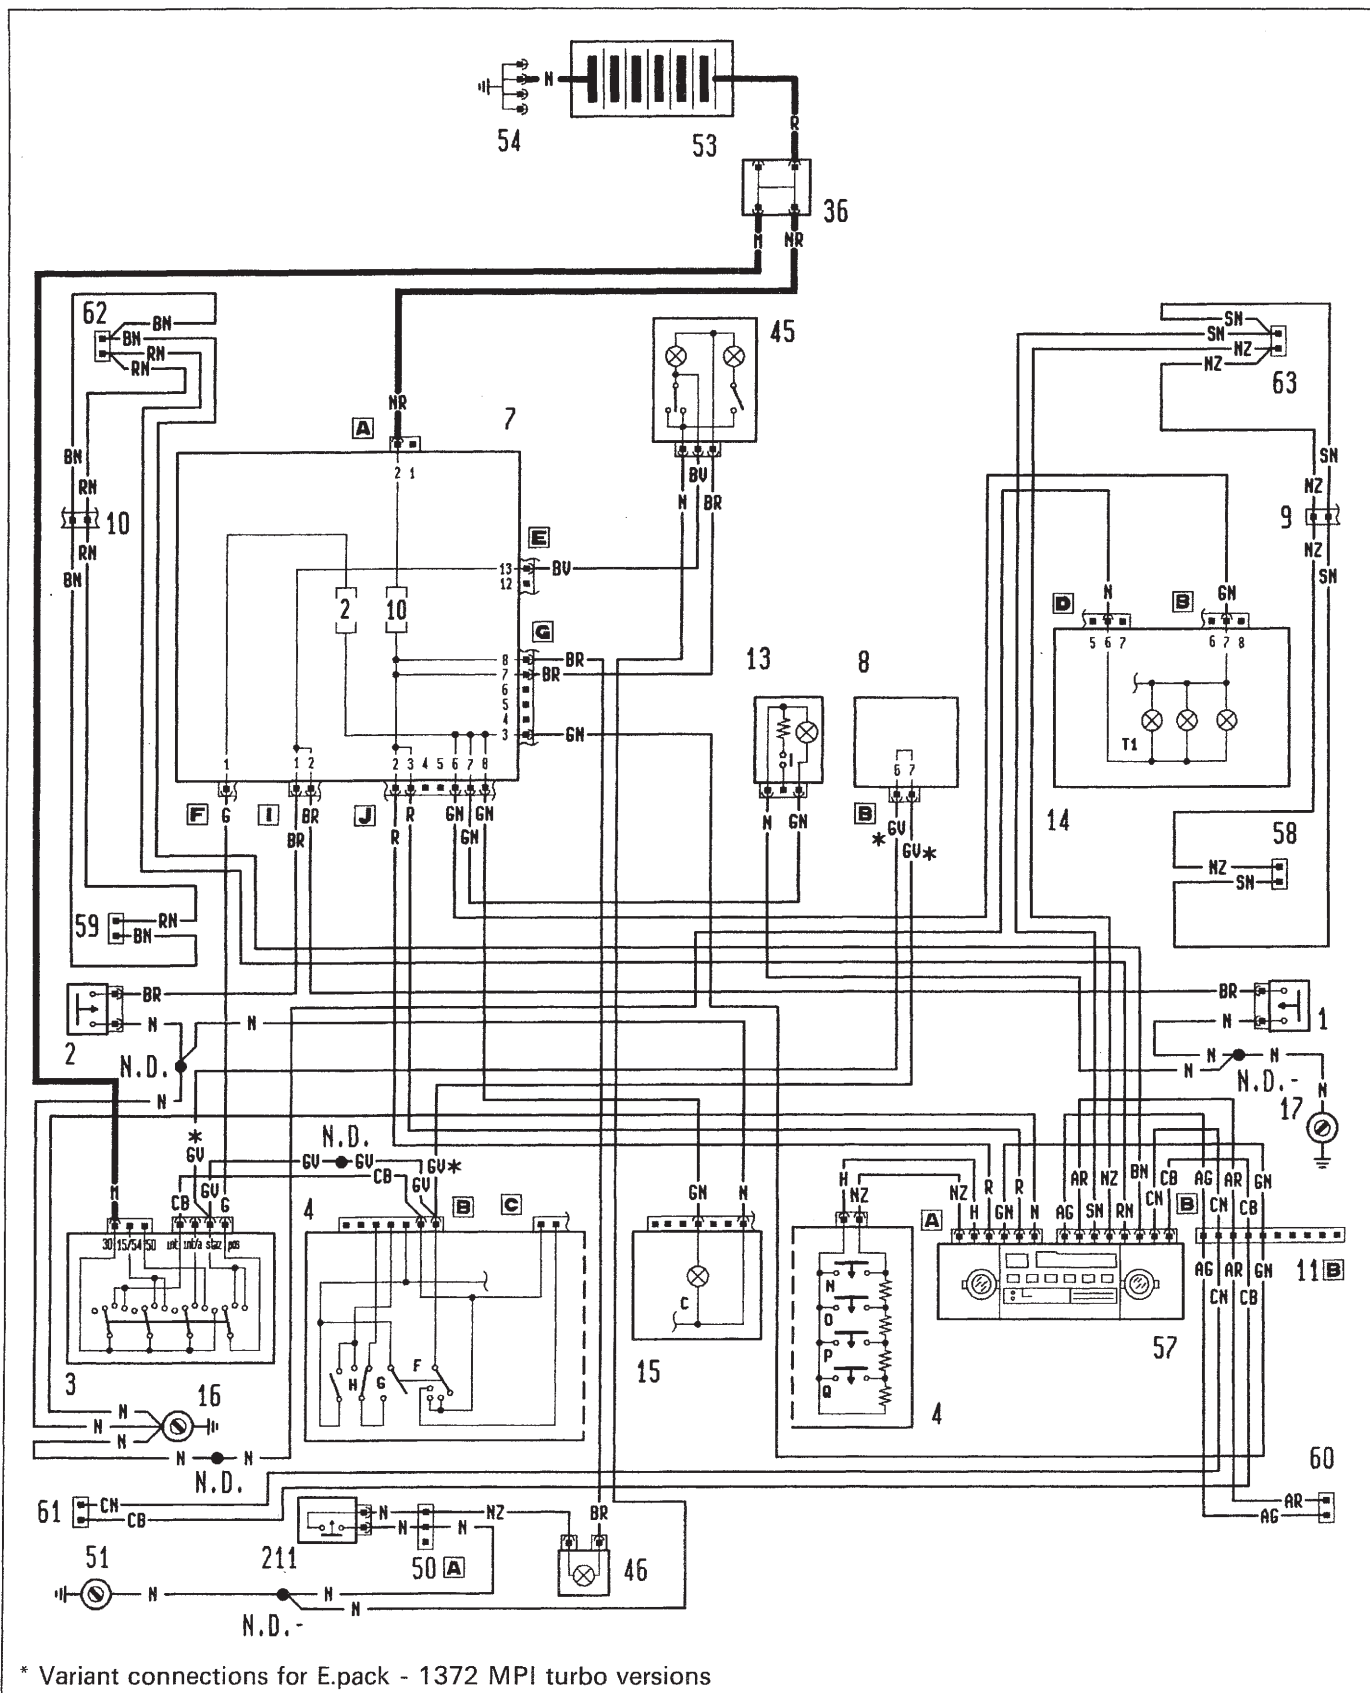 N
54
53
R
36
N NR
62
BN
BN
RN
RN
45
SN
SN
NZ
NZ
63
NR
A
7
2 1
BN
RN
10
RN
BN
N BV BR
SN
NZ
9
NZ
SN
E
13
12
BV
2
10
G
8
7
6
5
4
3
BR
BR
GN
D
N
B
GN
5 6 7
6 7 8
T1
14
13
8
6 7
N GN
B
* GV
GV*
1
1 2
2 3 4 5 6 7 8
F G
I
BR
BR
J
R R
GN GN
GN
58
NZ
SN
59
RN
BN
BR
N
2
N.D.
N
N
BR
N
1
N N
N
N.D.-
N
17
*
GV
N.D.
GV GV
CB
GV*
GV
M
CB GV G
4
B
C
GN N
H
NZ
NZ H R GN R N
AG AR SN NZ RN BN CN CB
AG CN AR CB GN
A
B
30 15/54 50 int int/a staz pos
3
H G F
C
15
N
O
P
Q
4
57
AG CN AR CB GN
11 B
16
N
N
N
N N
N.D.
60
AR
AG
61
CN
CB
N
N
NZ
N
BR
211
50 A
46
51
N
N
N
N.D.-
* Variant connections for E.pack - 1372 MPI turbo versions